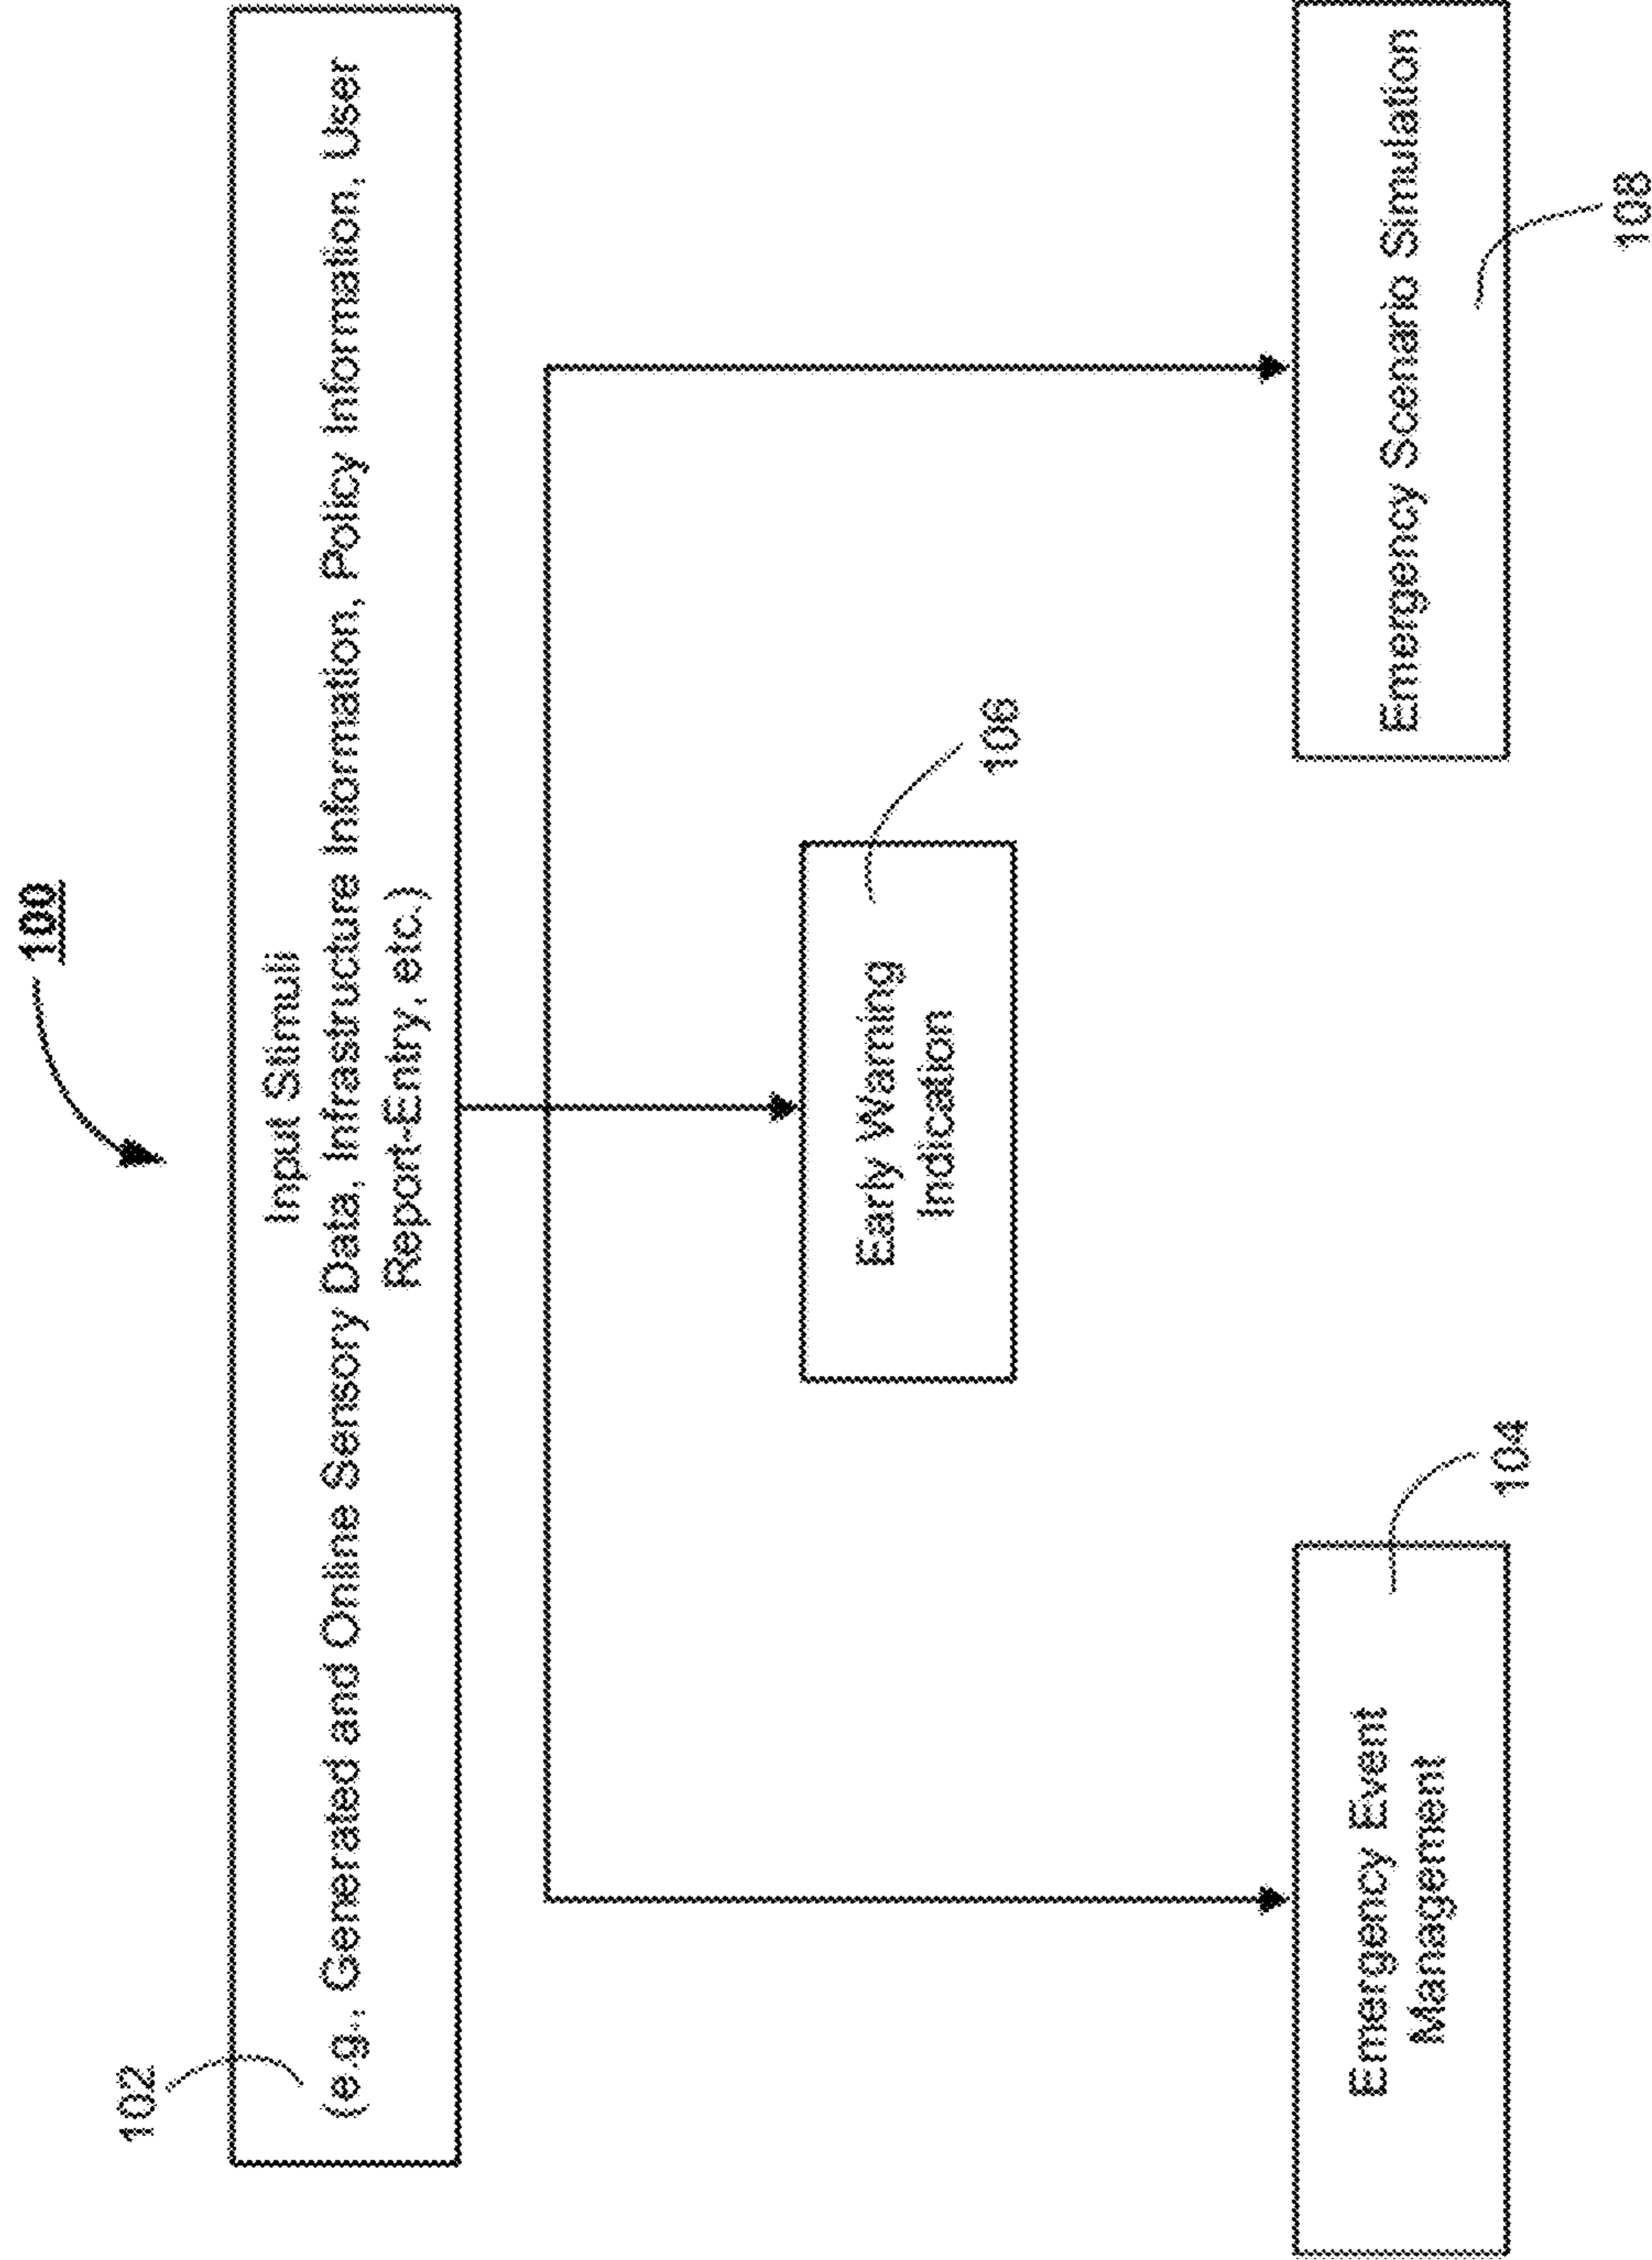 100
102
Input Stimuli
(e.g., Generated and Online Sensory Data, Infrastructure Information, Policy Information, User
Report-Entry, etc.)
Early Warning
Indication
106
Emergency Event
Management
104
Emergency Scenario Simulation
108